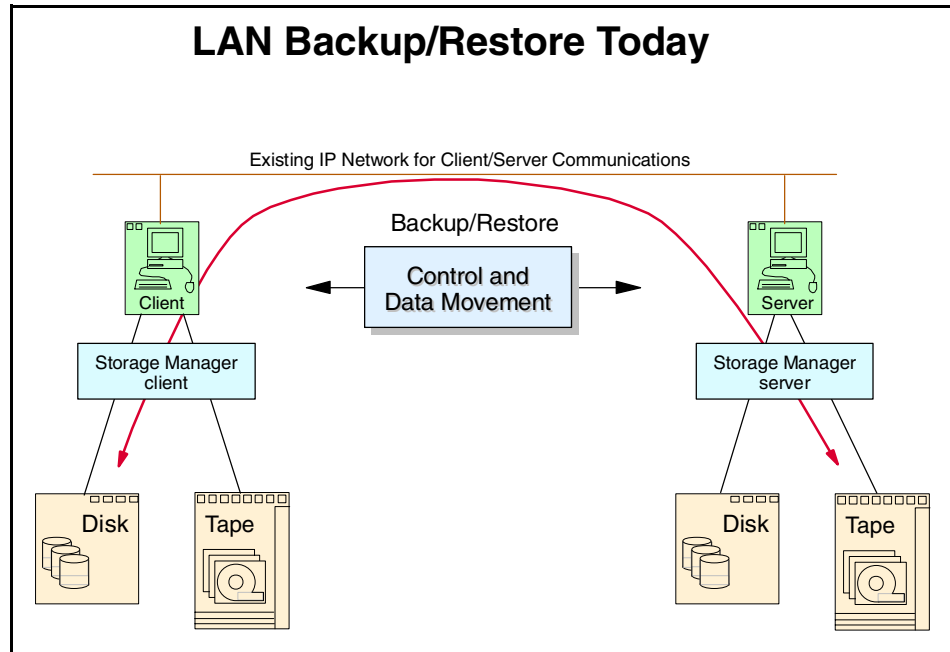 LAN Backup/Restore Today
Existing IP Network for Client/Server Communications
Backup/Restore
Control and
Data Movement
Client
Server
Storage Manager
client
Storage Manager
server
Disk
Tape
Disk
Tape